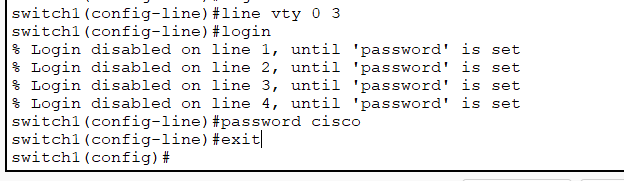 switch1(config-line)#line vty 0 3
switch1(config-line)#login
% Login disabled on line 1, until 'password' is set
% Login disabled on line 2, until 'password' is set
% Login disabled on line 3, until 'password' is set
% Login disabled on line 4, until 'password' is set
switch1(config-line)#password cisco
switch1(config-line)#exit
switch1(config)#